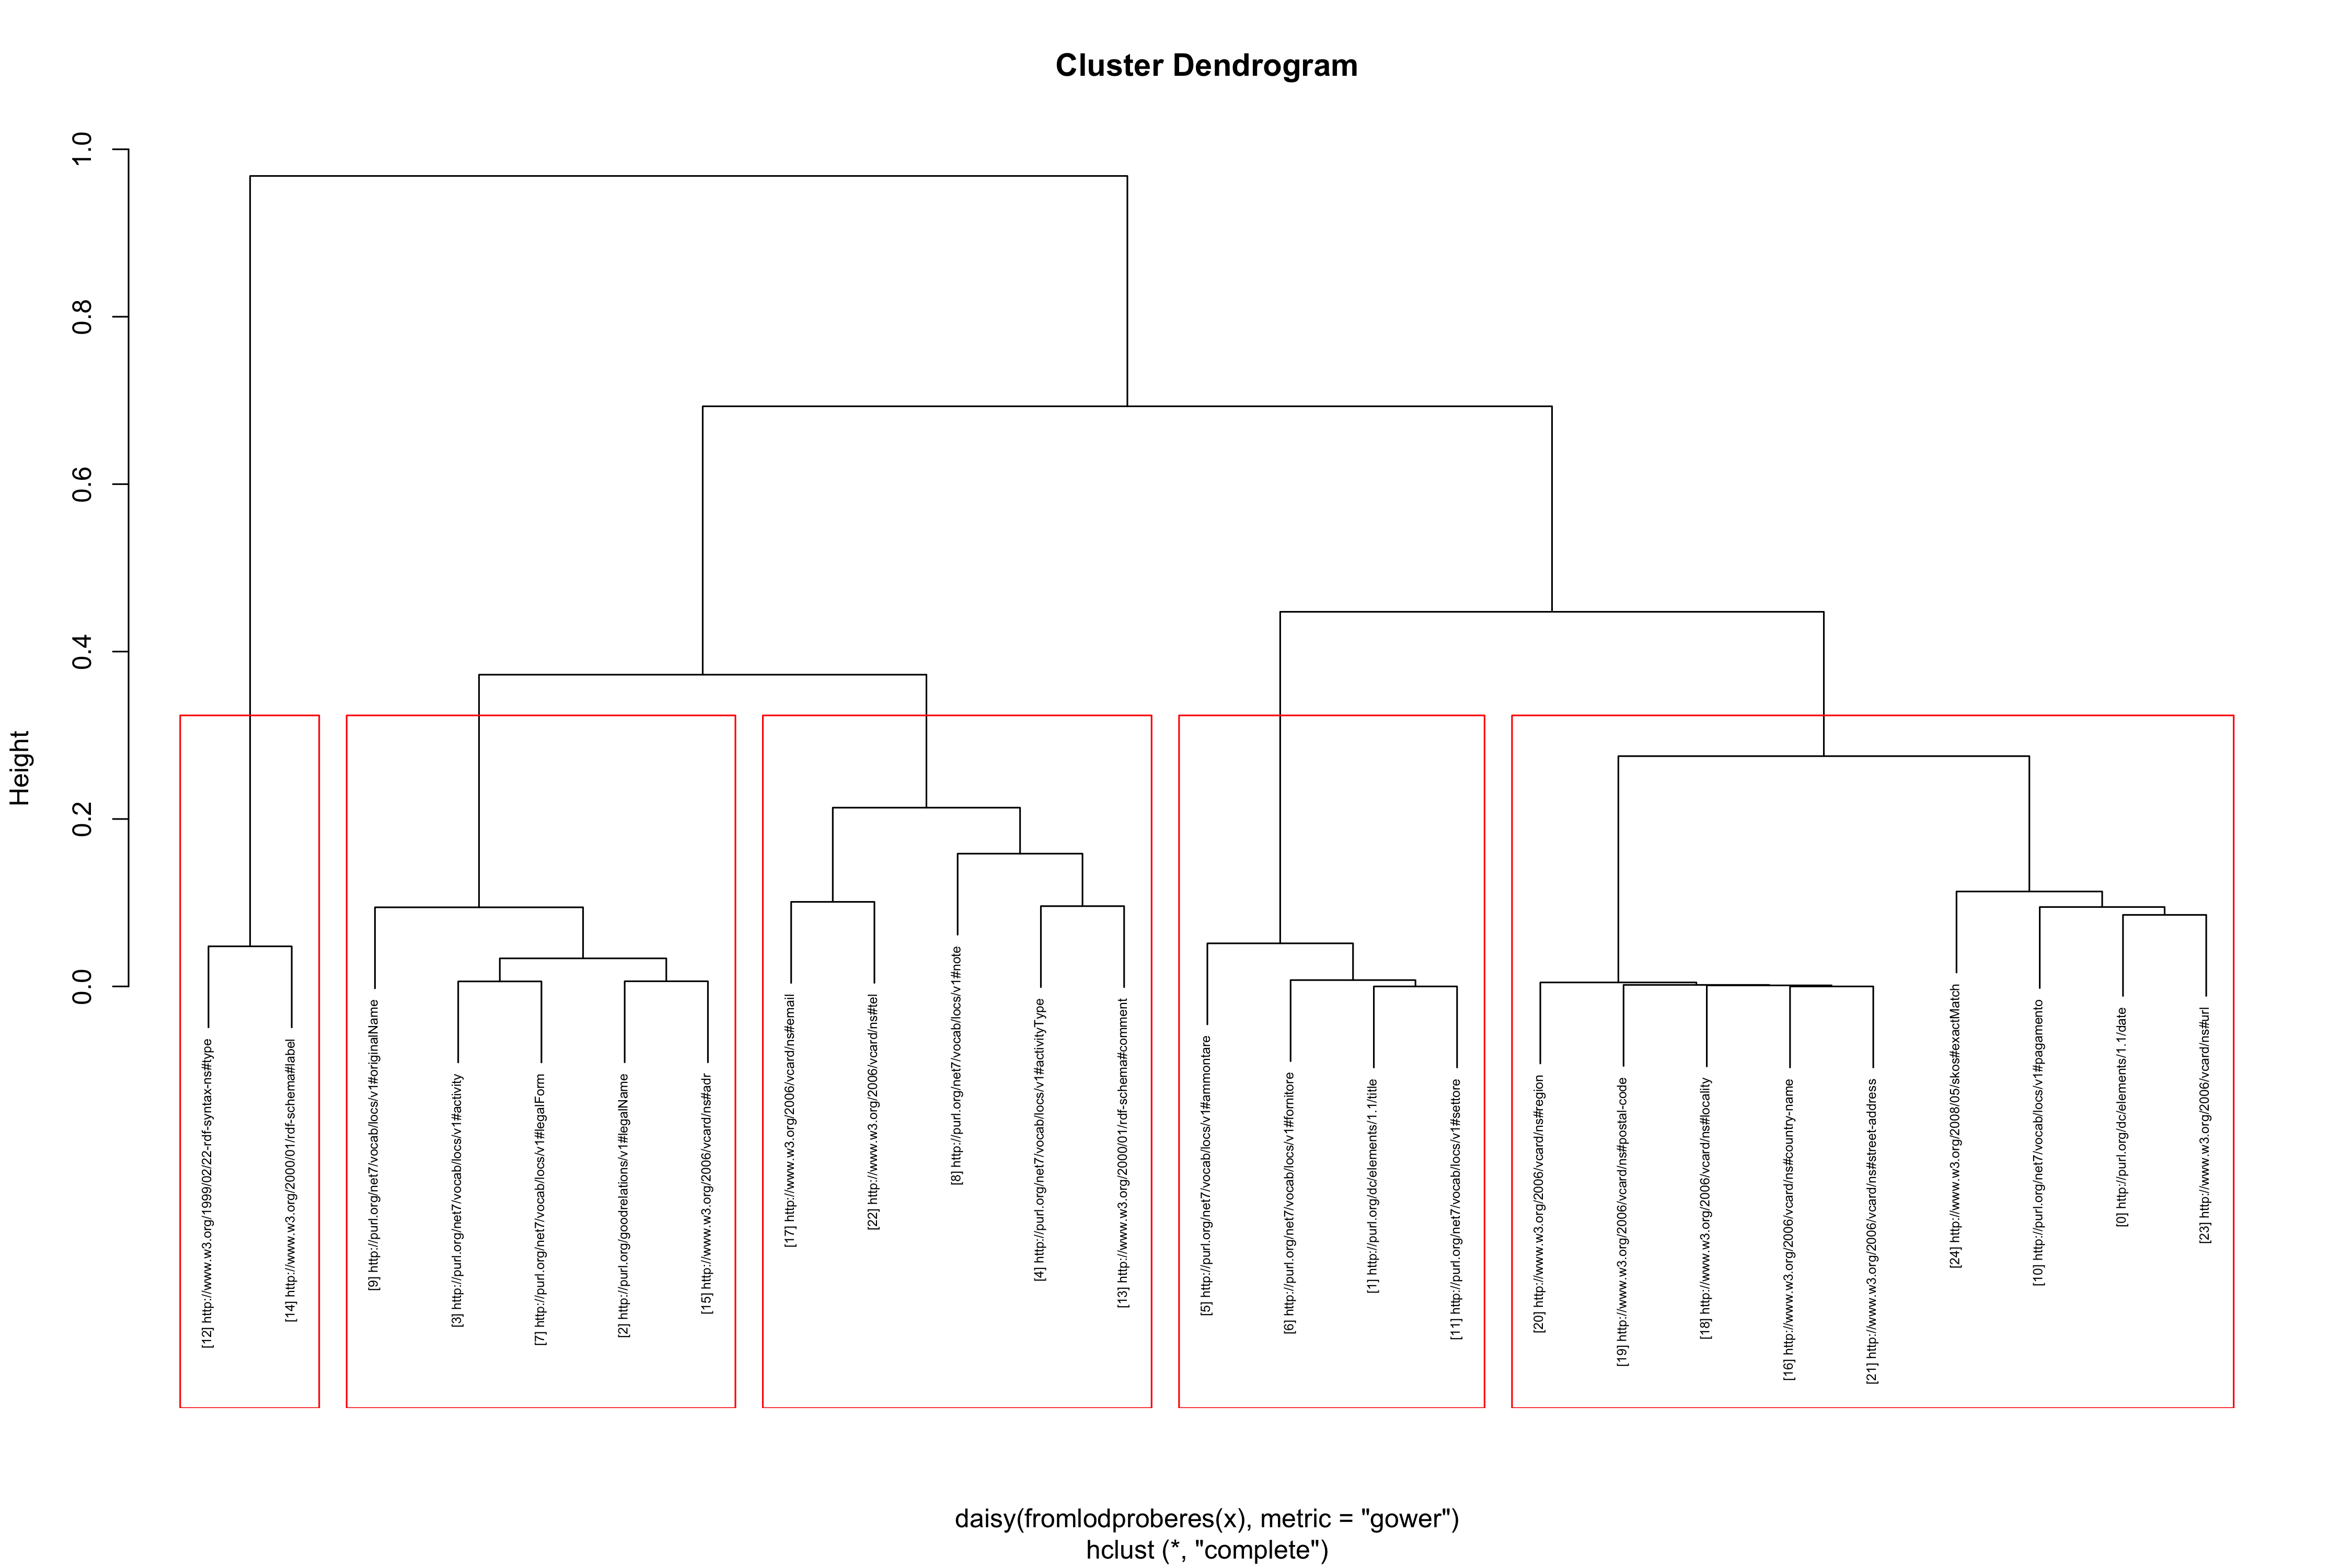 Cluster Dendrogram
Height
1.0
0.8
0.6
0.4
0.2
0.0
[12] http://www.w3.org/1999/02/22-rdf-syntax-ns#type
[14] http://www.w3.org/2000/01/rdf-schema#label
[9] http://purl.org/net7/vocab/locs/v1#originalName
[3] http://purl.org/net7/vocab/locs/v1#activity
[7] http://purl.org/net7/vocab/locs/v1#legalForm
[2] http://purl.org/goodrelations/v1#legalName
[15] http://www.w3.org/2006/vcard/ns#adr
[17] http://www.w3.org/2006/vcard/ns#email
[22] http://www.w3.org/2006/vcard/ns#tel
[8] http://purl.org/net7/vocab/locs/v1#note
[4] http://purl.org/net7/vocab/locs/v1#activityType
[13] http://www.w3.org/2000/01/rdf-schema#comment
[5] http://purl.org/net7/vocab/locs/v1#ammontare
[6] http://purl.org/net7/vocab/locs/v1#fornitore
[1] http://purl.org/dc/elements/1.1/title
[11] http://purl.org/net7/vocab/locs/v1#settore
[20] http://www.w3.org/2006/vcard/ns#region
[19] http://www.w3.org/2006/vcard/ns#postal-code
[18] http://www.w3.org/2006/vcard/ns#locality
[16] http://www.w3.org/2006/vcard/ns#country-name
[21] http://www.w3.org/2006/vcard/ns#street-address
[24] http://www.w3.org/2008/05/skos#exactMatch
[10] http://purl.org/net7/vocab/locs/v1#pagamento
[0] http://purl.org/dc/elements/1.1/date
[23] http://www.w3.org/2006/vcard/ns#url
daisy(fromlodproberes(x), metric = "gower")
hclust (*, "complete")